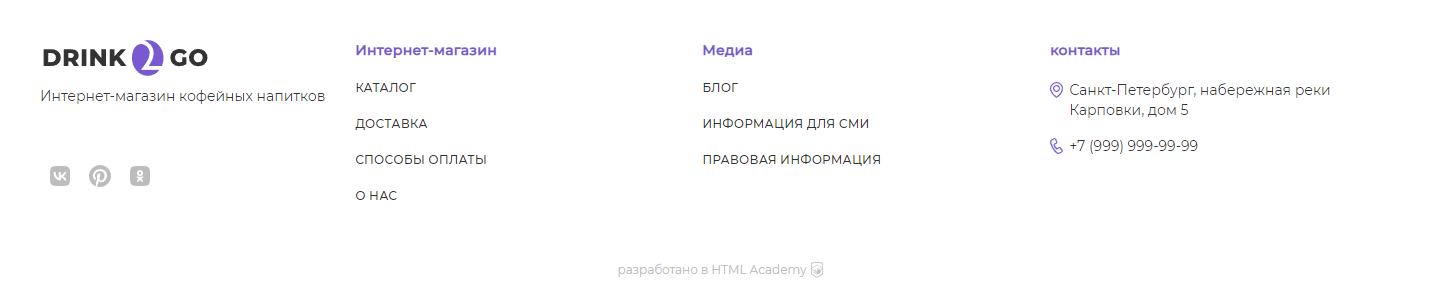 DRINK 2 GO
Интернет-магазин кофейных напитков
Интернет-магазин
КАТАЛОГ
ДОСТАВКА
СПОСОБЫ ОПЛАТЫ
О НАС
Медиа
БЛОГ
ИНФОРМАЦИЯ ДЛЯ СМИ
ПРАВОВАЯ ИНФОРМАЦИЯ
контакты
Санкт-Петербург, набережная реки
Карповки, дом 5
+7 (999) 999-99-99
разработано в HTML Academy